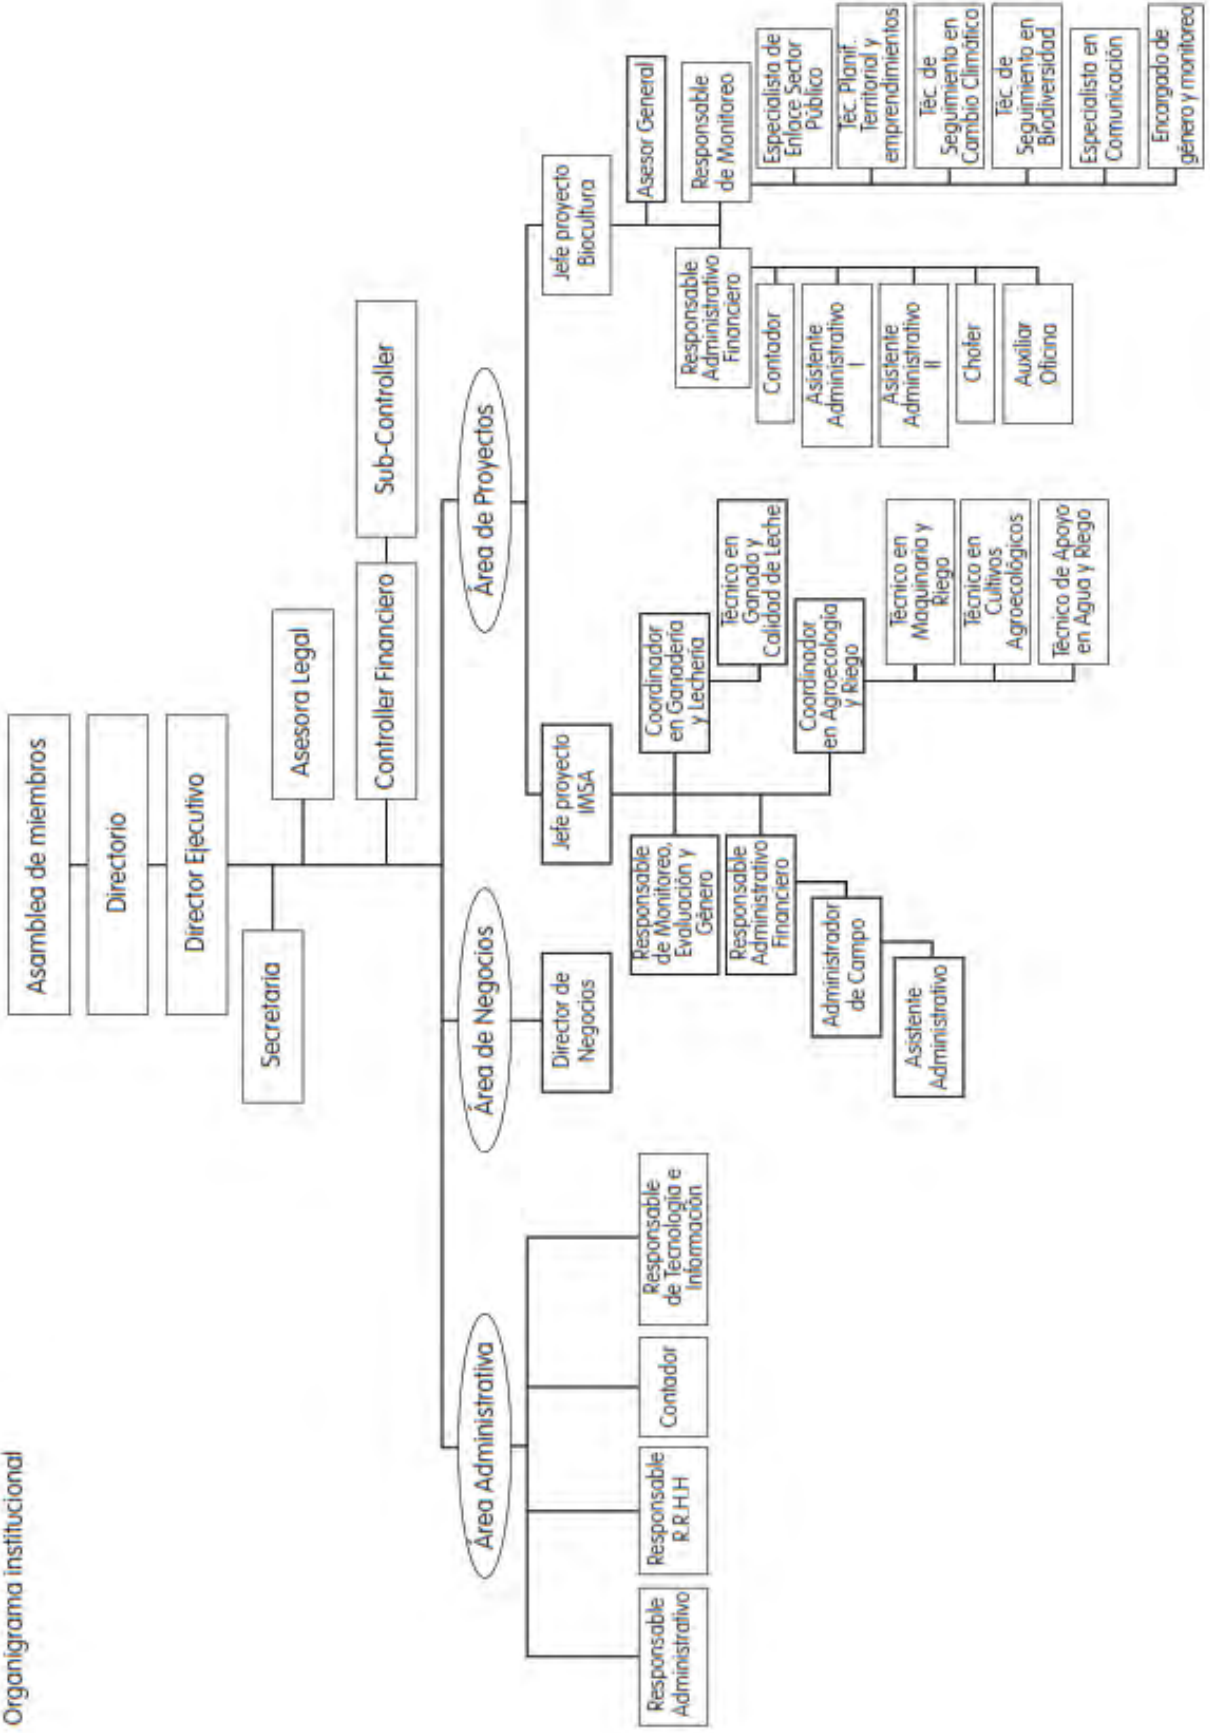 Organigrama institucional
Asamblea de miembros
Directorio
Director Ejecutivo
Secretaria
Asesora Legal
Controller Financiero
Sub-Controller
Área Administrativa
Área de Negocios
Área de Proyectos
Responsable
Administrativo
Responsable
R.R.H.H
Contador
Responsable
de Tecnología e
Información
Director de
Negocios
Jefe proyecto
IMSA
Responsable
de Monitoreo,
Evaluación y
Género
Coordinador
en Ganadería
y Lechería
Técnico en
Ganado y
Calidad de Leche
Responsable
Administrativo
Financiero
Administrador
de Campo
Asistente
Administrativo
Coordinador
en Agroecología
y Riego
Técnico en
Maquinaria y
Riego
Técnico en
Cultivos
Agroecológicos
Técnico de Apoyo
en Agua y Riego
Jefe proyecto
Biocultura
Asesor General
Responsable
Administrativo
Financiero
Contador
Asistente
Administrativo
I
Asistente
Administrativo
II
Chofer
Auxiliar
Oficina
Responsable
de Monitoreo
Especialista de
Enlace Sector
Público
Téc. Planif.
Territorial y
emprendimientos
Téc. de
Seguimiento en
Cambio Climático
Téc. de
Seguimiento en
Biodiversidad
Especialista en
Comunicación
Encargado de
género y monitoreo